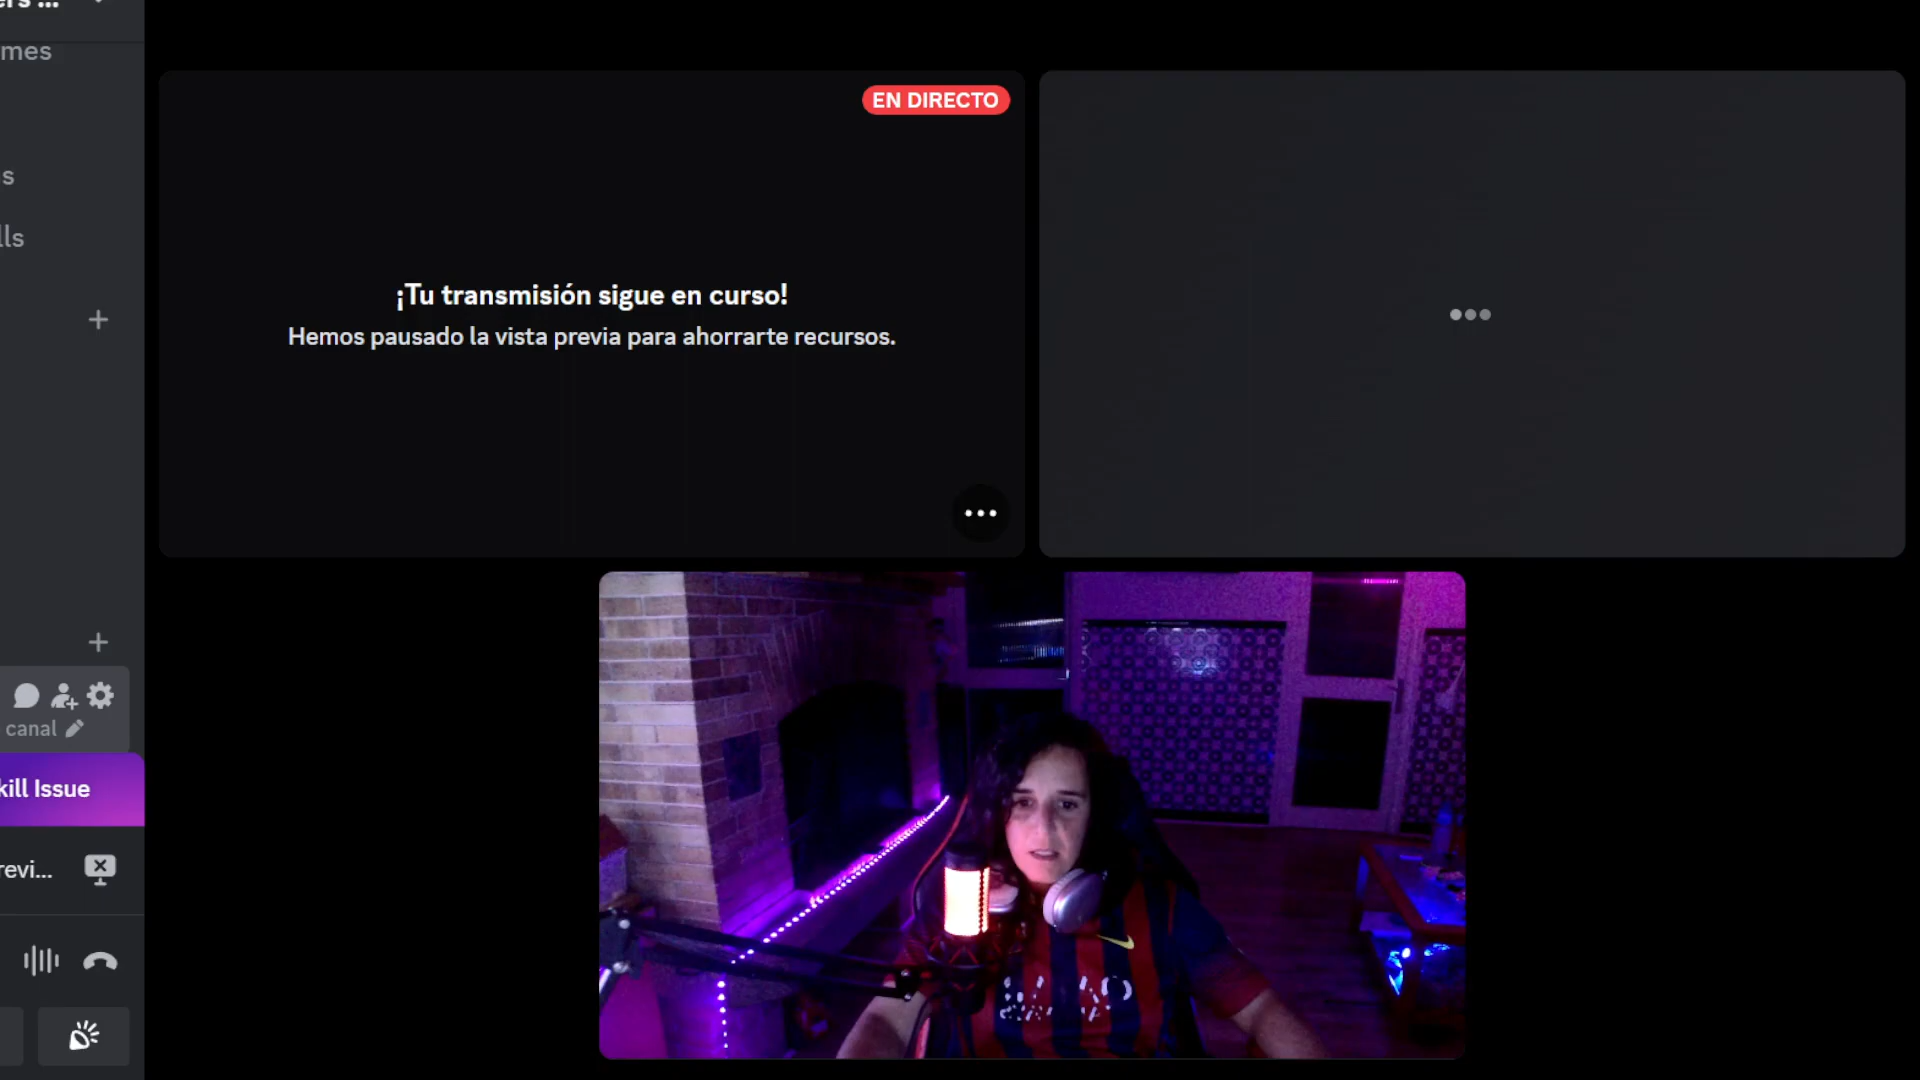 mes
s
lls
EN DIRECTO
¡Tu transmisión sigue en curso!
Hemos pausado la vista previa para ahorrarte recursos.
canal
kill Issue
revi...